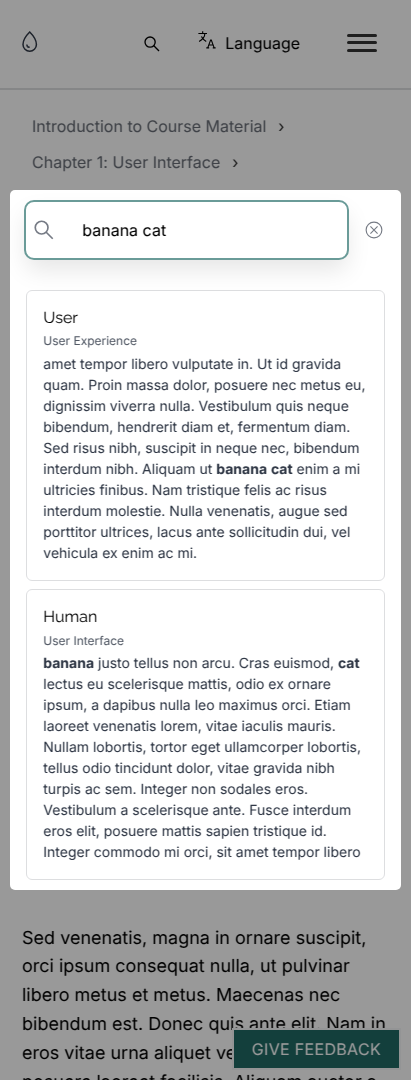 Language
Introduction to Course Material
Chapter 1: User Interface
banana cat
User
User Experience
amet tempor libero vulputate in. Ut id gravida
quam. Proin massa dolor, posuere nec metus eu,
dignissim viverra nulla. Vestibulum quis neque
bibendum, hendrerit diam et, fermentum diam.
Sed risus nibh, suscipit in neque nec, bibendum
interdum nibh. Aliquam ut banana cat enim a mi
ultricies finibus. Nam tristique felis ac risus
interdum molestie. Nulla venenatis, augue sed
porttitor ultrices, lacus ante sollicitudin dui, vel
vehicula ex enim ac mi.
Human
User Interface
banana justo tellus non arcu. Cras euismod, cat
lectus eu scelerisque mattis, odio ex ornare
ipsum, a dapibus nulla leo maximus orci. Etiam
laoreet venenatis lorem, vitae iaculis mauris.
Nullam lobortis, tortor eget ullamcorper lobortis,
tellus odio tincidunt dolor, vitae gravida nibh
turpis ac sem. Integer non sodales eros.
Vestibulum a scelerisque ante. Fusce interdum
eros elit, posuere mattis sapien tristique id.
Integer commodo mi orci, sit amet tempor libero
Sed venenatis, magna in ornare suscipit,
orci ipsum consequat nulla, ut pulvinar
libero metus et metus. Maecenas nec
bibendum est. Donec quis ante elit. Nam in
eros vitae urna aliquet
GIVE FEEDBACK